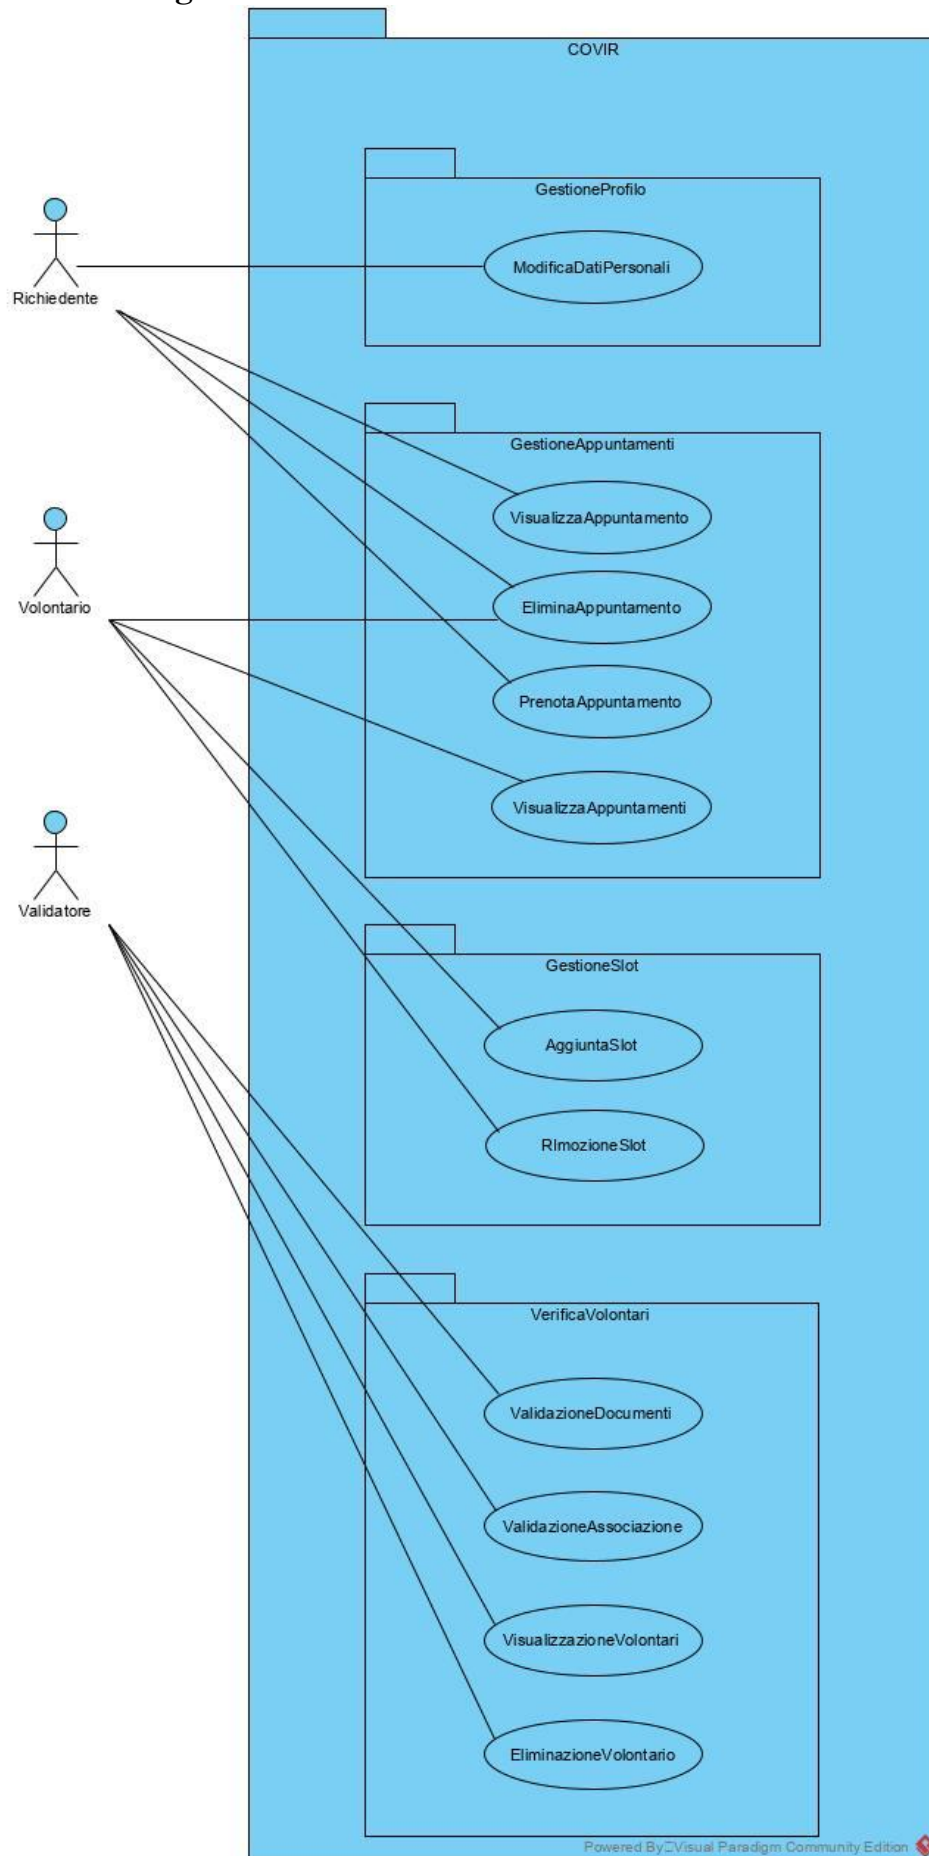 COVIR
GestioneProfilo
ModificaDatiPersonali
Richiedente
GestioneAppuntamenti
VisualizzaAppuntamento
EliminaAppuntamento
Volontario
PrenotaAppuntamento
VisualizzaAppuntamenti
Validatore
GestioneSlot
AggiuntaSlot
RImozioneSlot
VerificaVolontari
ValidazioneDocumenti
ValidazioneAssociazione
VisualizzazioneVolontari
EliminazioneVolontario
Powered By Visual Paradigm Community Edition